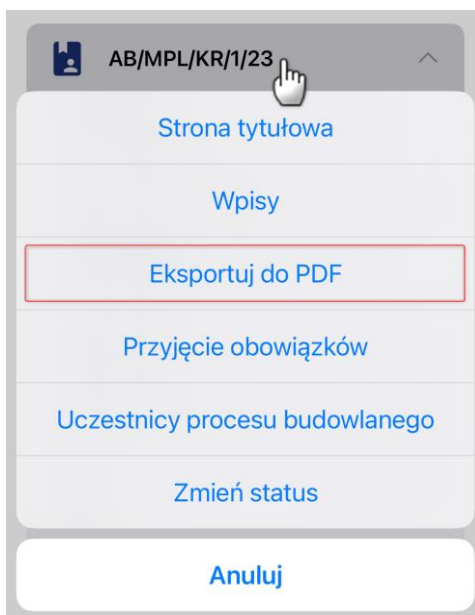 AB/MPL/KR/1/23
Strona tytułowa
Wpisy
Eksportuj do PDF
Przyjęcie obowiązków
Uczestnicy procesu budowlanego
Zmień status
Anuluj